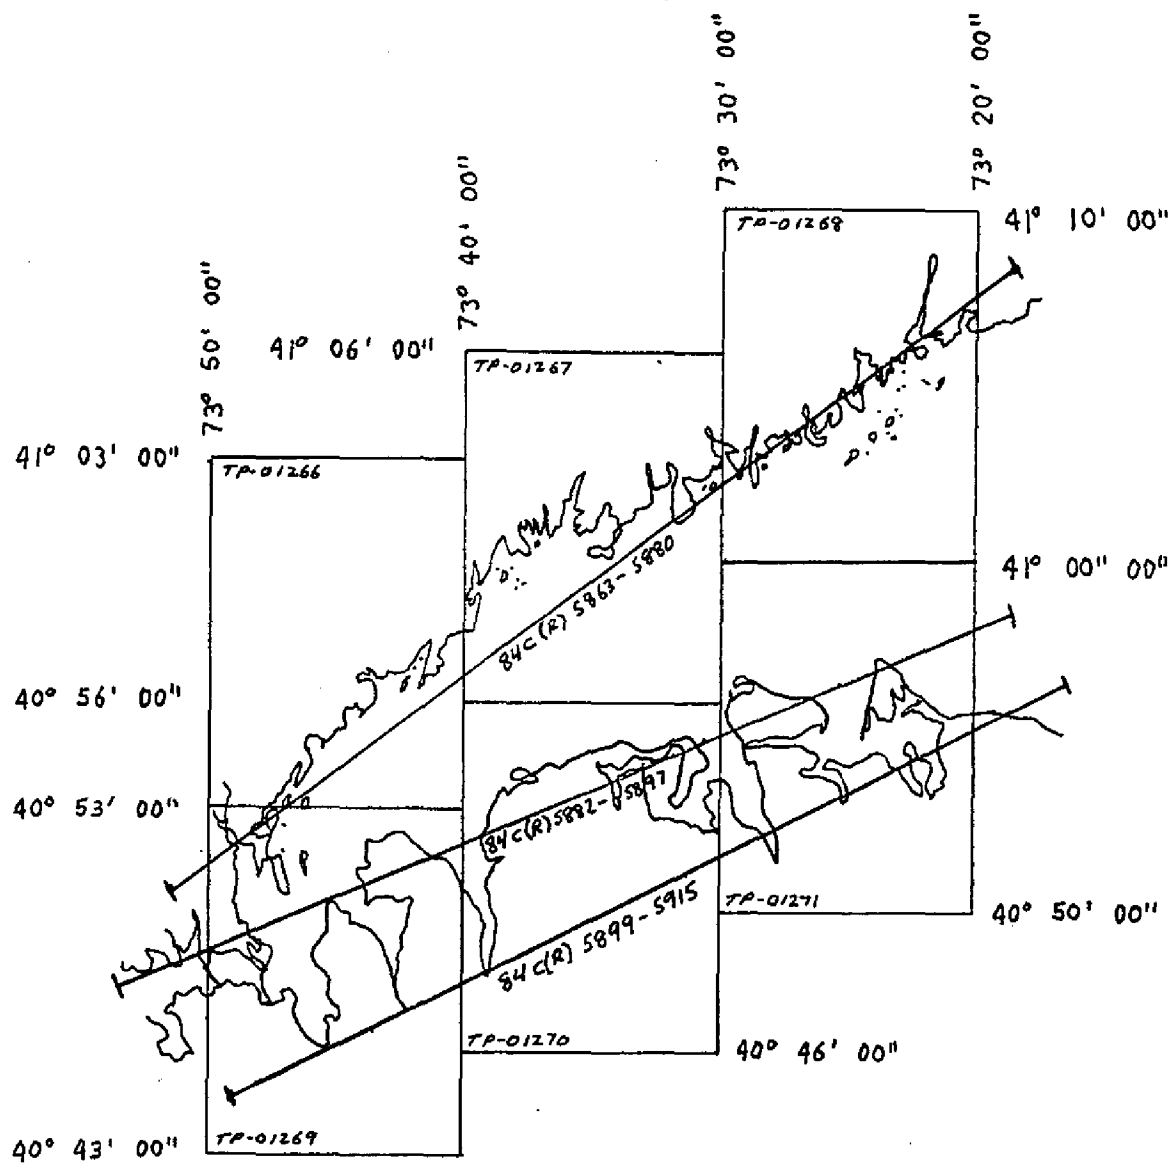 73° 30' 00"
73° 20' 00"
TP-01268
41° 10' 00"
73° 40' 00"
73° 50' 00"
41° 06' 00"
TP-01267
41° 03' 00"
TP-01266
41° 00' 00"
84C(R) 5863-5880
40° 56' 00"
40° 53' 00"
84C(R) 5882-5897
84C(R) 5899-5915
TP-01271
40° 50' 00"
TP-01270
40° 46' 00"
TP-01269
40° 43' 00"